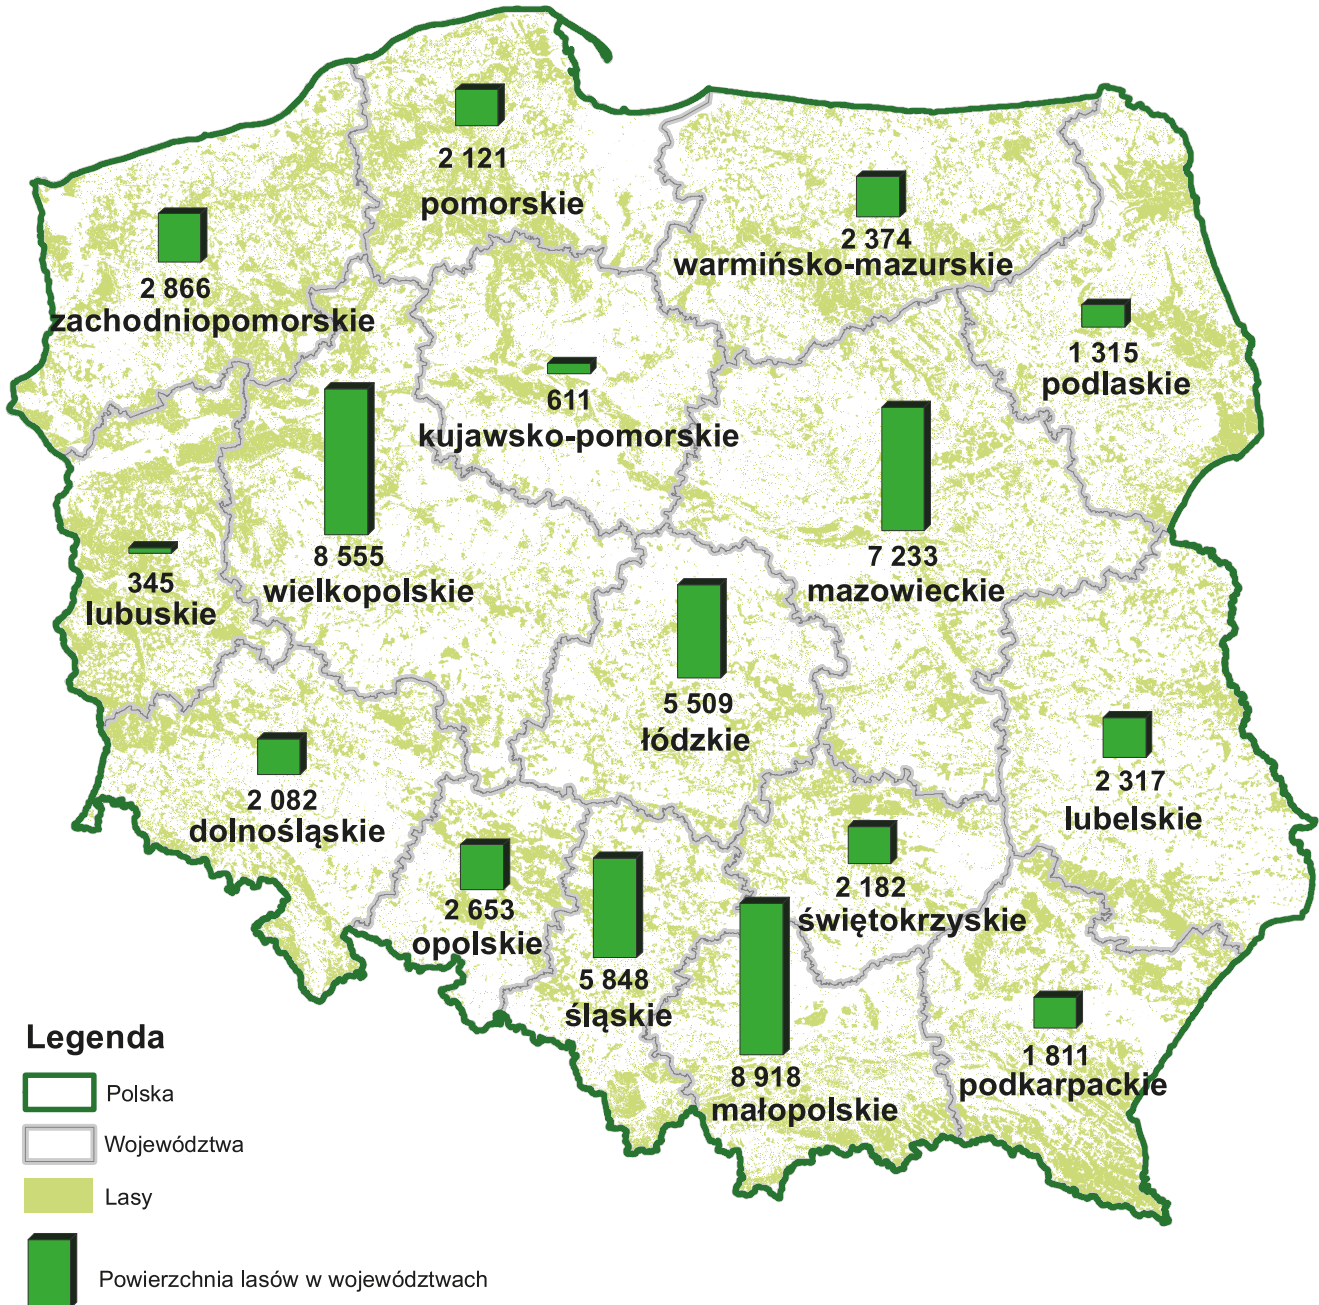 2 121
pomorskie
2 374
warmińsko-mazurskie
2 866
zachodniopomorskie
1 315
podlaskie
611
kujawsko-pomorskie
8 555
wielkopolskie
7 233
mazowieckie
345
lubuskie
5 509
łódzkie
2 082
dolnośląskie
2 317
lubelskie
2 653
opolskie
2 182
świętokrzyskie
5 848
śląskie
8 918
małopolskie
1 811
podkarpackie
Legenda
Polska
Województwa
Lasy
Powierzchnia lasów w województwach